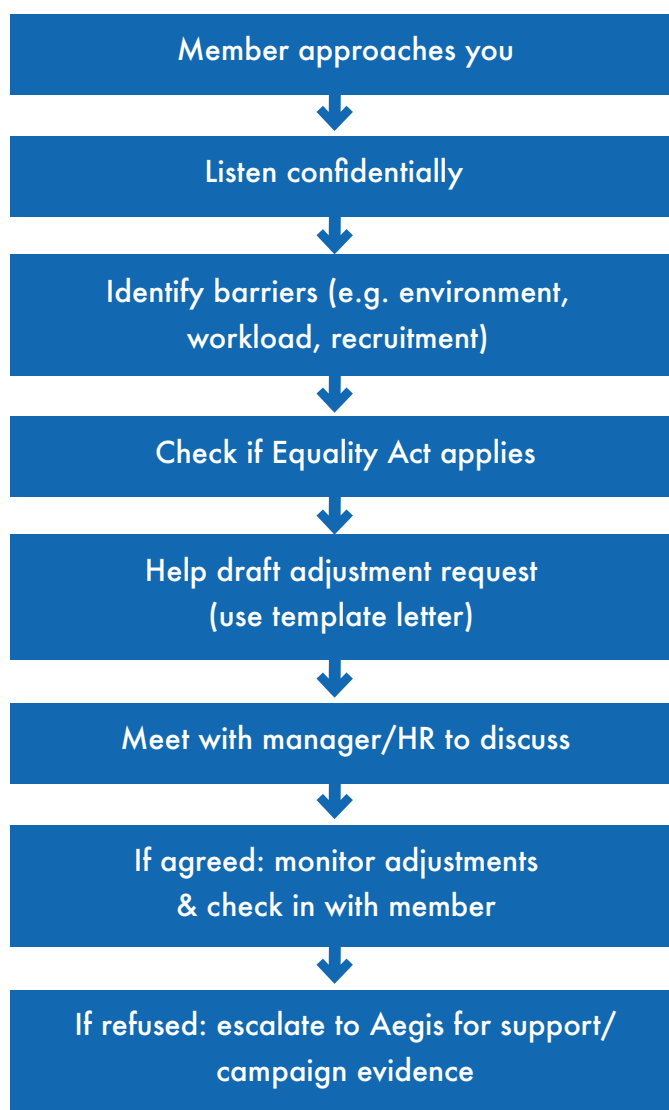 Member approaches you
Listen confidentially
Identify barriers (e.g. environment,
workload, recruitment)
Check if Equality Act applies
Help draft adjustment request
(use template letter)
Meet with manager/HR to discuss
If agreed: monitor adjustments
& check in with member
If refused: escalate to Aegis for support/
campaign evidence